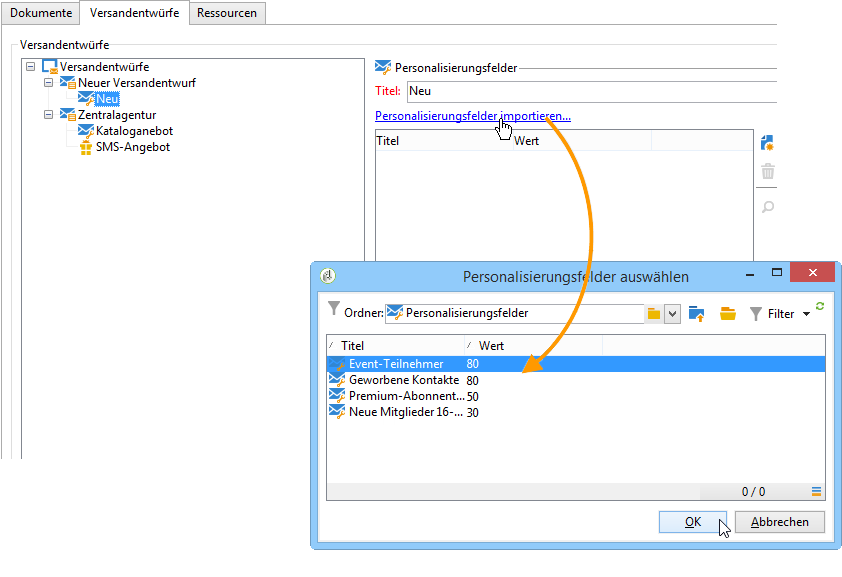 Dokumente Versandentwürfe Ressourcen
Versandentwürfe
Versandentwürfe
Neuer Versandentwurf
Neu
Zentralagentur
Kataloganebot
SMS-Angebot
Personalisierungsfelder
Titel: Neu
Personalisierungsfelder importieren...
Titel Wert
Personalisierungsfelder auswählen
Ordner: Personalisierungsfelder Filter
Titel Wert
Event-Teilnehmer 80
Geworbene Kontakte 80
Premium-Abonnent... 50
Neue Mitglieder 16-... 30
0 / 0
OK Abbrechen